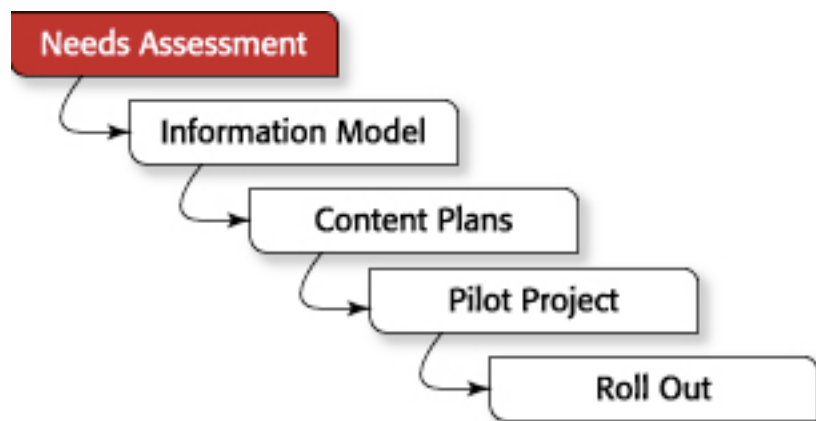 Needs Assessment
Information Model
Content Plans
Pilot Project
Roll Out